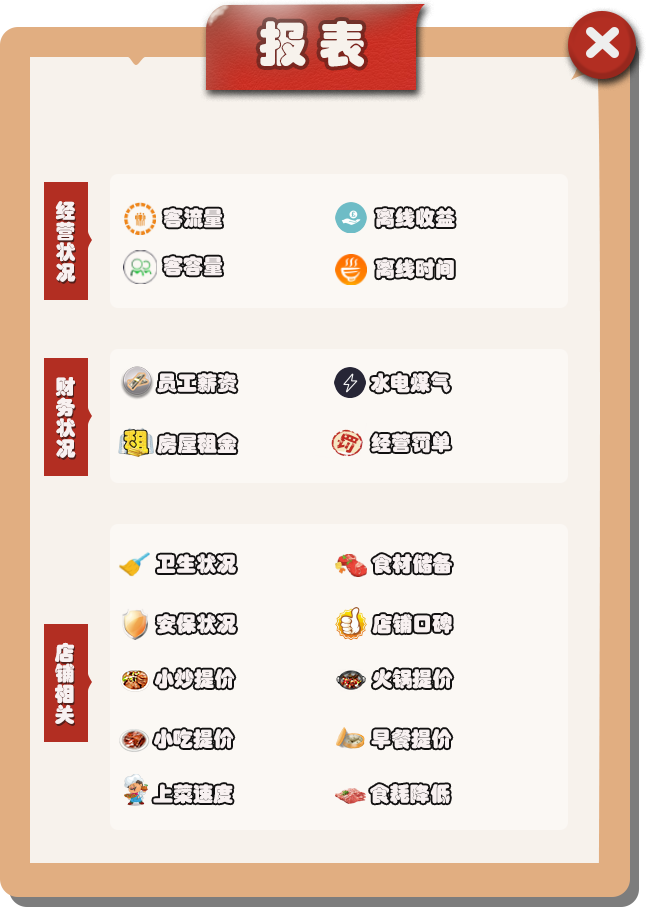 报表
经营状况
客流量
离线收益
客容量
离线时间
财务状况
员工薪资
水电煤气
房屋租金
经营罚单
店铺相关
卫生状况
食材储备
安保状况
店铺口碑
小炒提价
火锅提价
小吃提价
早餐提价
上菜速度
食耗降低
租
罚